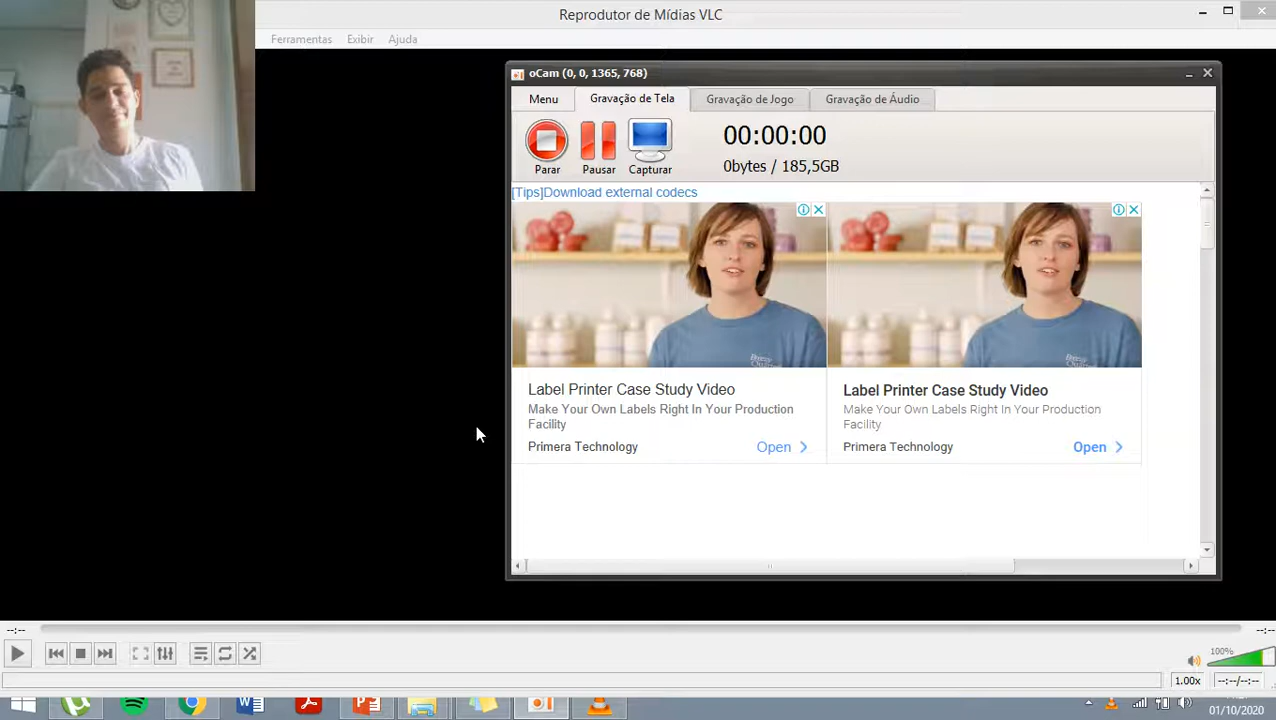 Reprodutor de Mídias VLC
Ferramentas Exibir Ajuda
oCam (0, 0, 1365, 768)
Menu Gravação de Tela Gravação de Jogo Gravação de Áudio
00:00:00
0bytes / 185,5GB
Parar Pausar Capturar
[Tips]Download external codecs
Label Printer Case Study Video
Make Your Own Labels Right In Your Production
Facility
Primera Technology Open
Label Printer Case Study Video
Make Your Own Labels Right In Your Production
Facility
Primera Technology Open
--:-- --:--
100%
1.00x --:--/--:--
01/10/2020